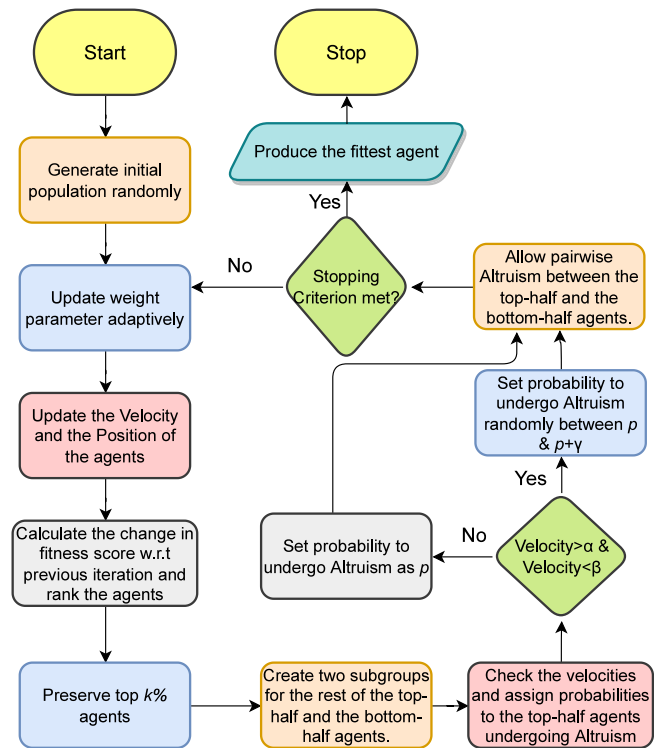 Start
Generate initial
population randomly
Update weight
parameter adaptively
Update the Velocity
and the Position of
the agents
Calculate the change in
fitness score w.r.t
previous iteration and
rank the agents
Preserve top k%
agents
Create two subgroups
for the rest of the top-
half and the bottom-
half agents.
Check the velocities
and assign probabilities
to the top-half agents
undergoing Altruism
Velocity>α &
Velocity<β
Yes
No
Set probability to
undergo Altruism
randomly between p
& p+γ
Set probability to
undergo Altruism as p
Allow pairwise
Altruism between the
top-half and the
bottom-half agents.
Stopping
Criterion met?
No
Yes
Produce the fittest agent
Stop